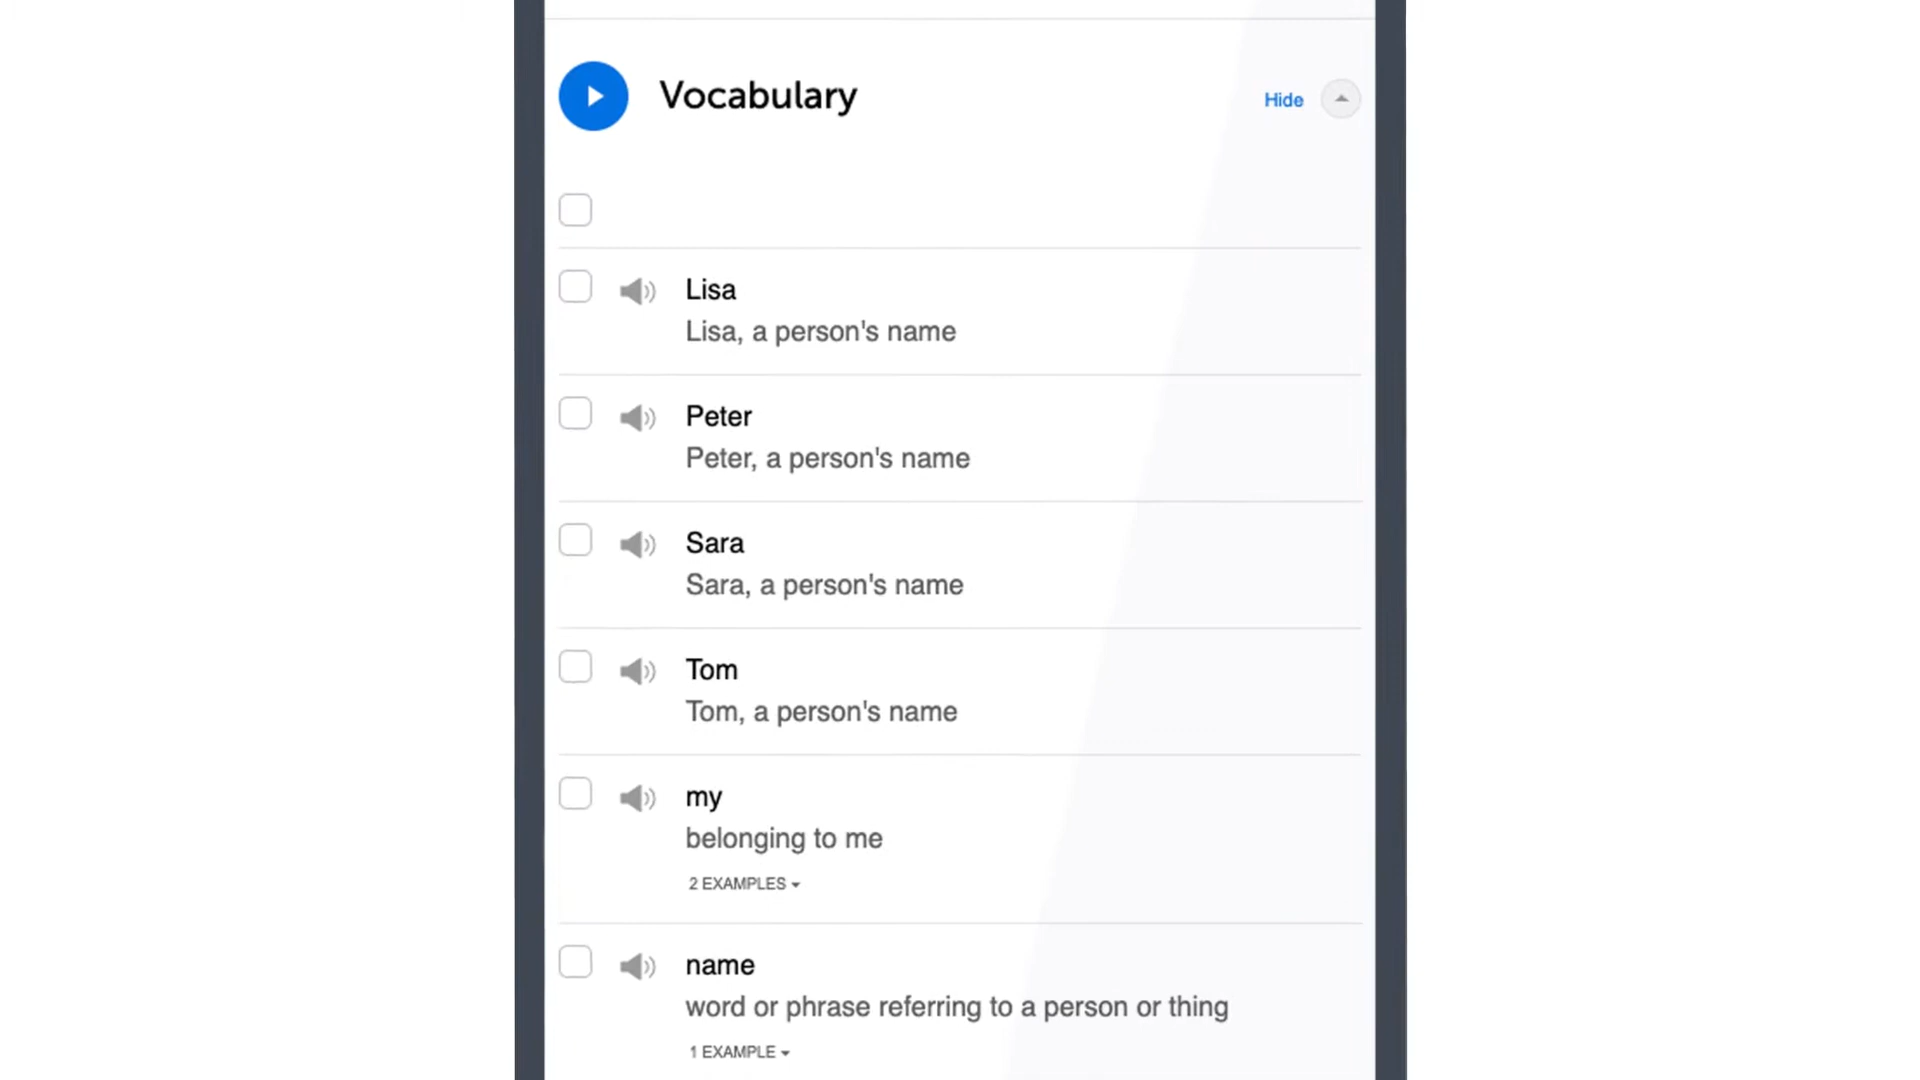 Vocabulary
Hide
Lisa
Lisa, a person's name
Peter
Peter, a person's name
Sara
Sara, a person's name
Tom
Tom, a person's name
my
belonging to me
2 EXAMPLES
name
word or phrase referring to a person or thing
1 EXAMPLE